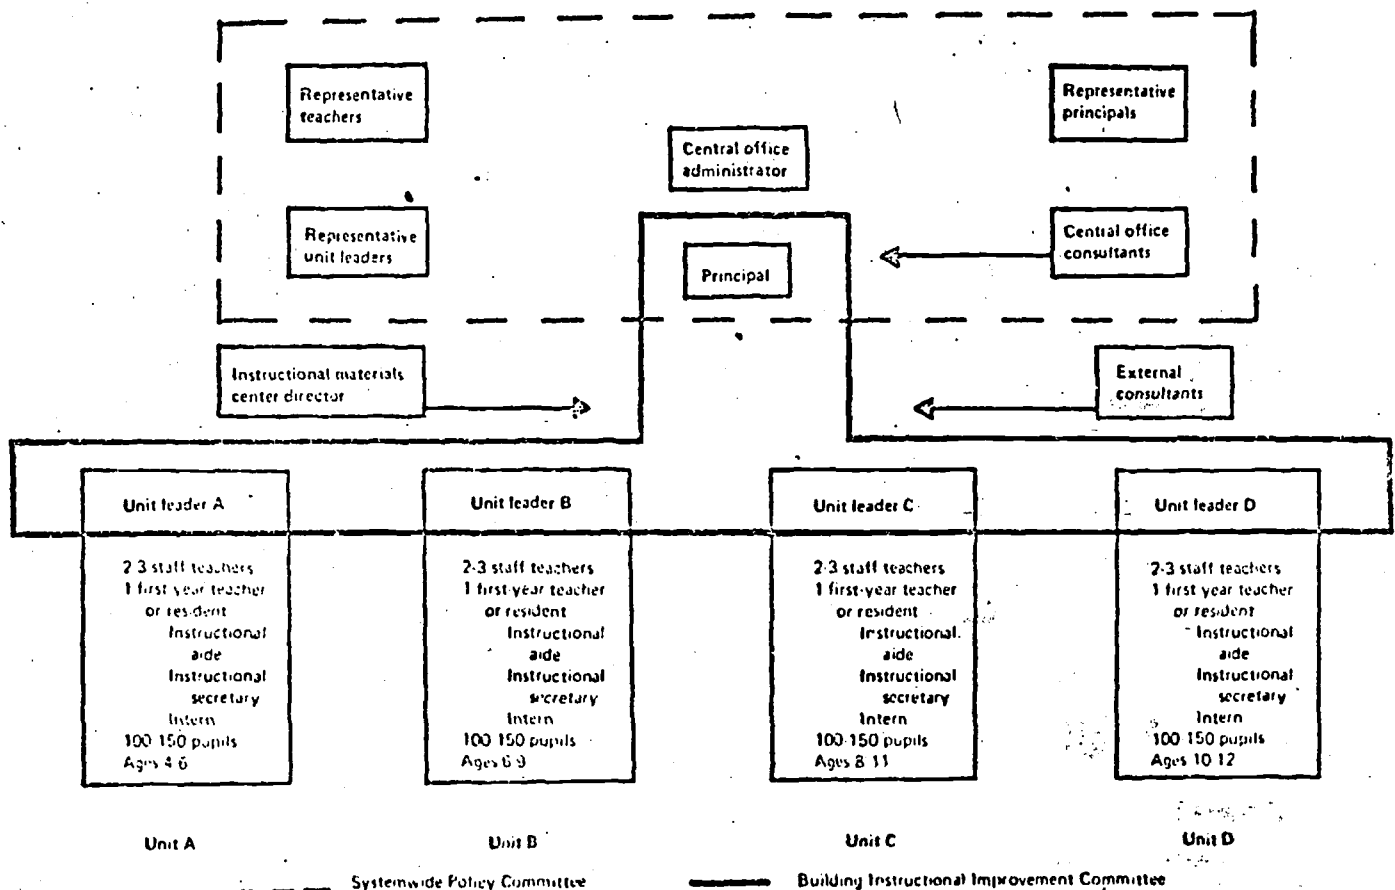 Representative
teachers
Representative
principals
Central office
administrator
Representative
unit leaders
Central office
consultants
Principal
Instructional materials
center director
External
consultants
Unit leader A
2-3 staff teachers
1 first-year teacher
or resident
Instructional
aide
Instructional
secretary
Intern
100-150 pupils
Ages 4-6
Unit leader B
2-3 staff teachers
1 first-year teacher
or resident
Instructional
aide
Instructional
secretary
Intern
100-150 pupils
Ages 6-9
Unit leader C
2-3 staff teachers
1 first-year teacher
or resident
Instructional
aide
Instructional
secretary
Intern
100-150 pupils
Ages 8-11
Unit leader D
2-3 staff teachers
1 first year teacher
or resident
Instructional
aide
Instructional
secretary
Intern
100-150 pupils
Ages 10-12
Unit A
Unit B
Unit C
Unit D
Systemwide Policy Committee
Building Instructional Improvement Committee